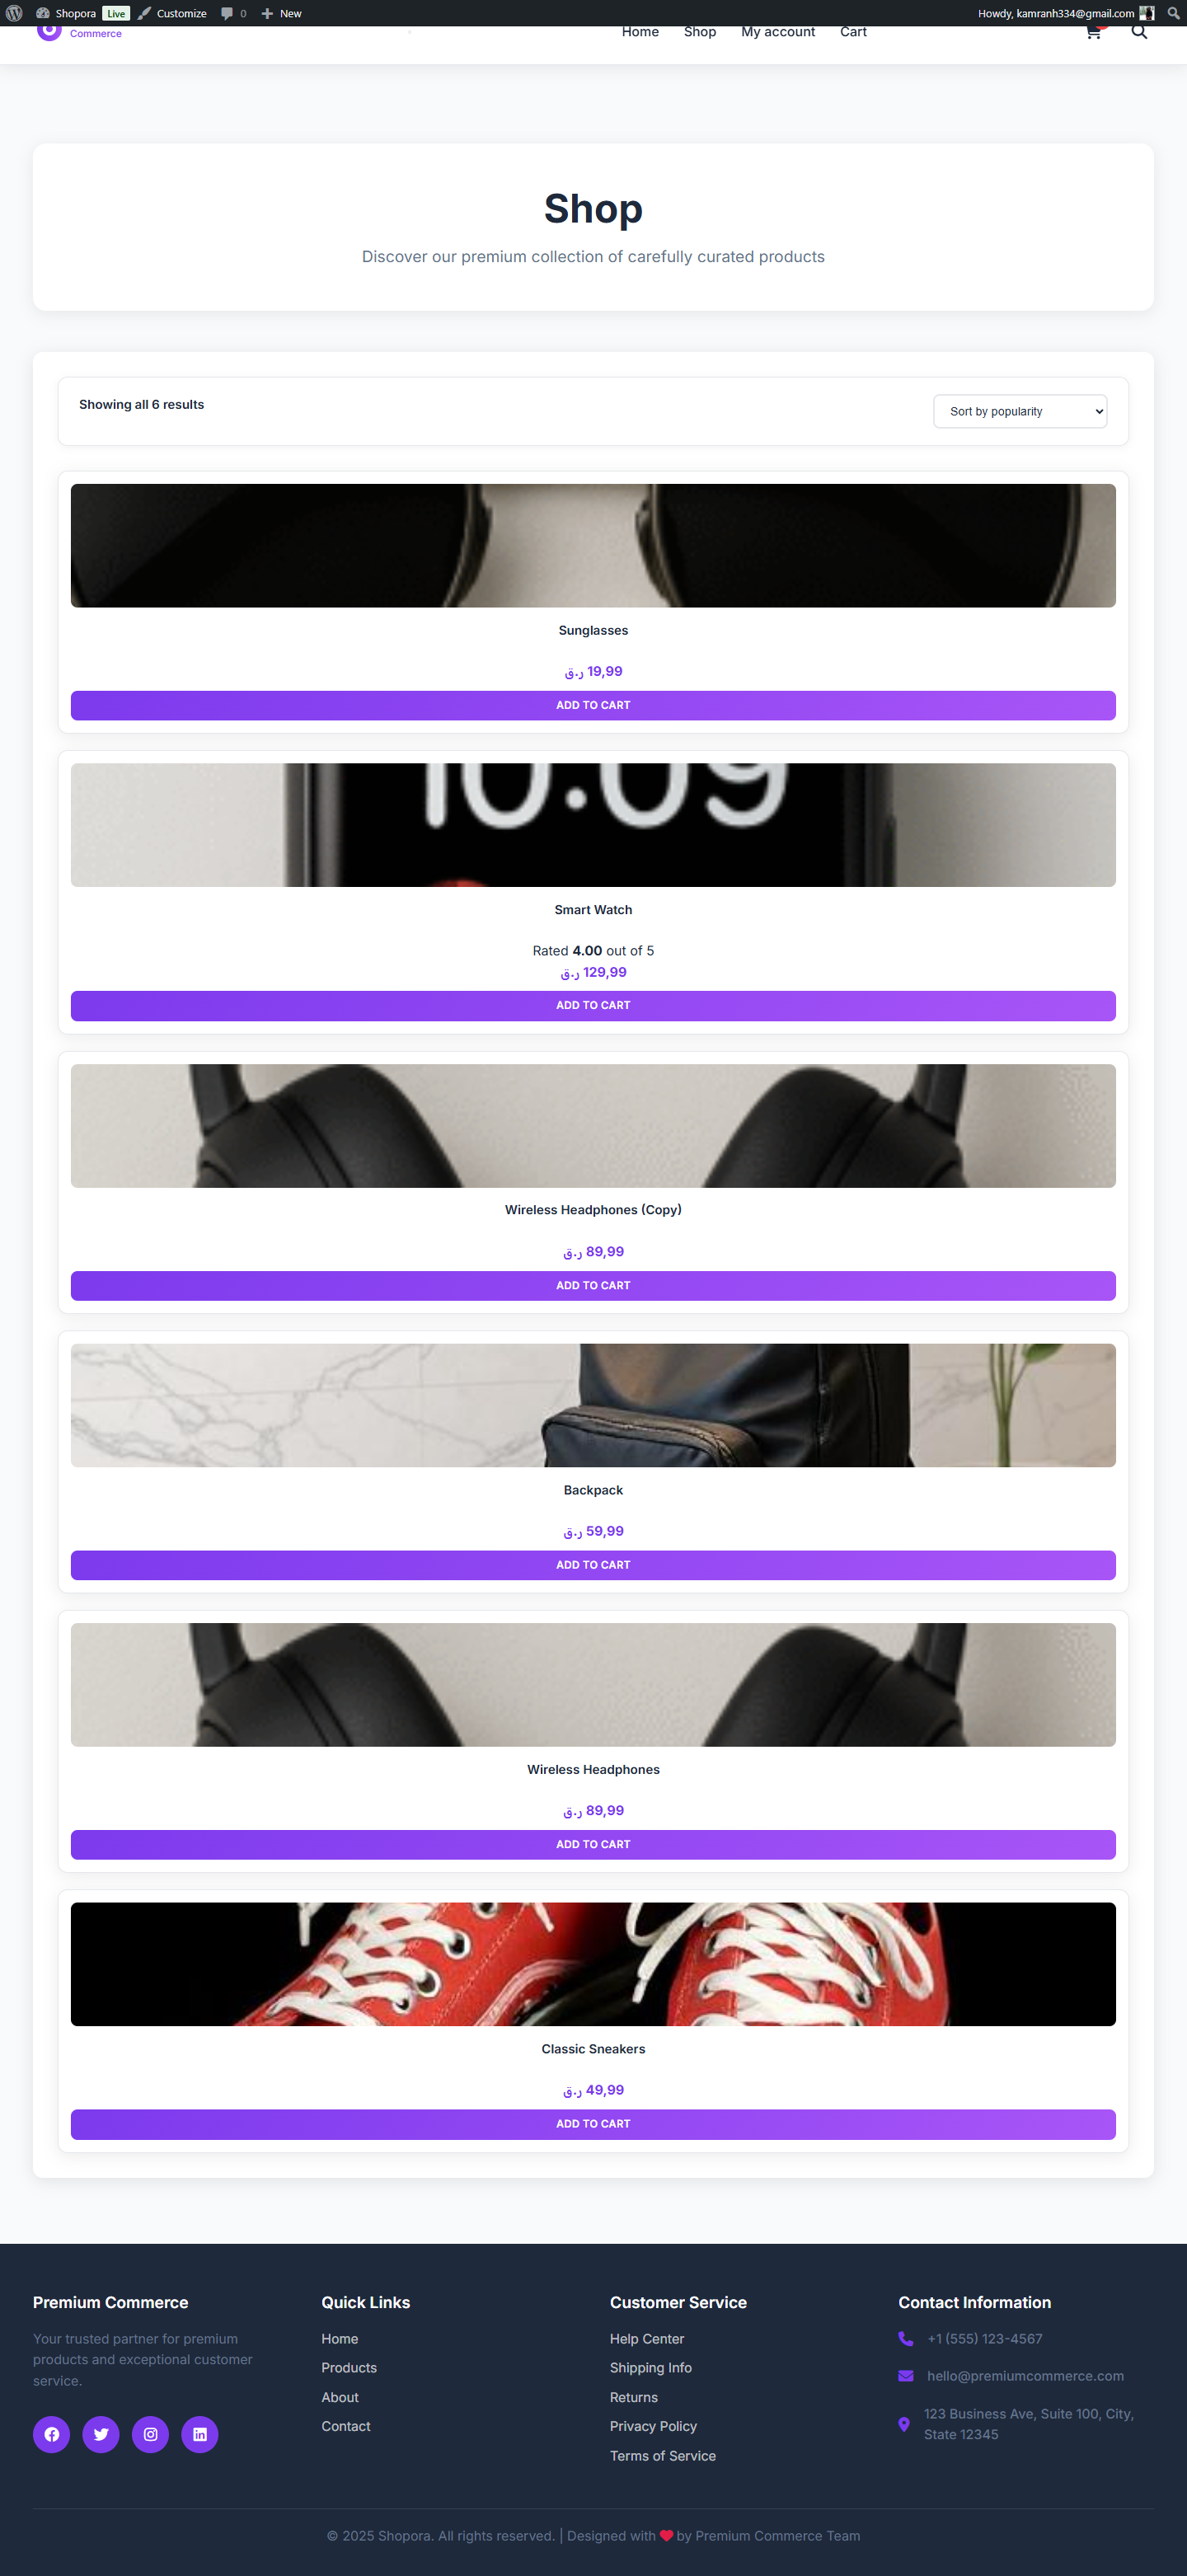 Shopora Live Customize 0 New Howdy, kamranh334@gmail.com
Commerce
Home Shop My account Cart
Shop
Discover our premium collection of carefully curated products
Showing all 6 results
Sort by popularity
Sunglasses
ر.ق 19,99
ADD TO CART
10:09
Smart Watch
Rated 4.00 out of 5
ر.ق 129,99
ADD TO CART
Wireless Headphones (Copy)
ر.ق 89,99
ADD TO CART
Backpack
ر.ق 59,99
ADD TO CART
Wireless Headphones
ر.ق 89,99
ADD TO CART
Classic Sneakers
ر.ق 49,99
ADD TO CART
Premium Commerce
Your trusted partner for premium
products and exceptional customer
service.
Quick Links
Home
Products
About
Contact
Customer Service
Help Center
Shipping Info
Returns
Privacy Policy
Terms of Service
Contact Information
+1 (555) 123-4567
hello@premiumcommerce.com
123 Business Ave, Suite 100, City,
State 12345
© 2025 Shopora. All rights reserved. | Designed with ❤ by Premium Commerce Team